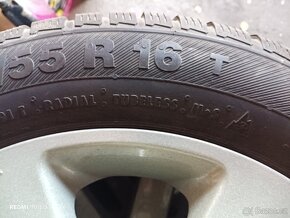 /55 R 16 T
RADIAL TUBELESS M+S
REDMI